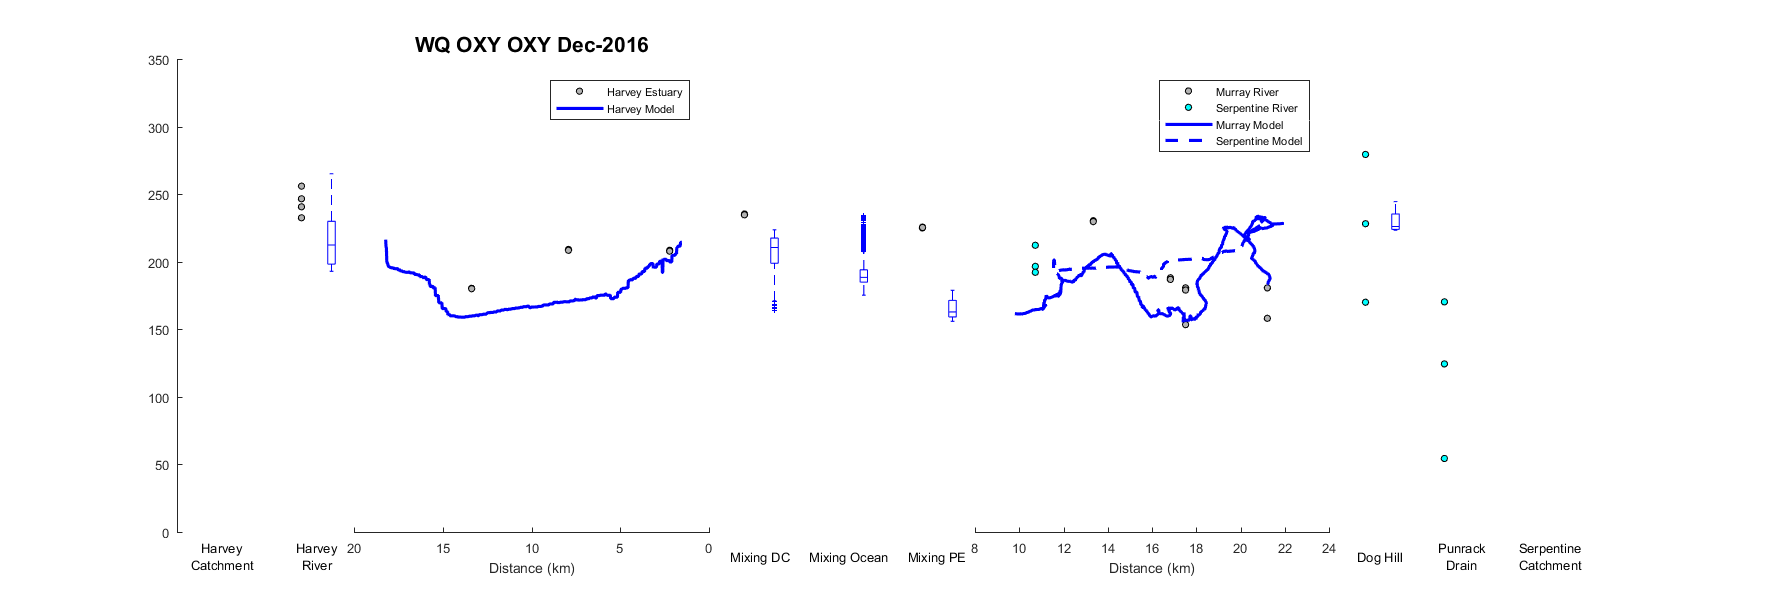 WQ OXY OXY Dec-2016
350
300
250
200
150
100
50
0
Harvey Estuary
Harvey Model
Murray River
Serpentine River
Murray Model
Serpentine Model
20 15 10 5 0
8 10 12 14 16 18 20 22 24
Distance (km)
Distance (km)
Harvey
Catchment
Harvey
River
Mixing DC
Mixing Ocean
Mixing PE
Dog Hill
Punrack
Drain
Serpentine
Catchment